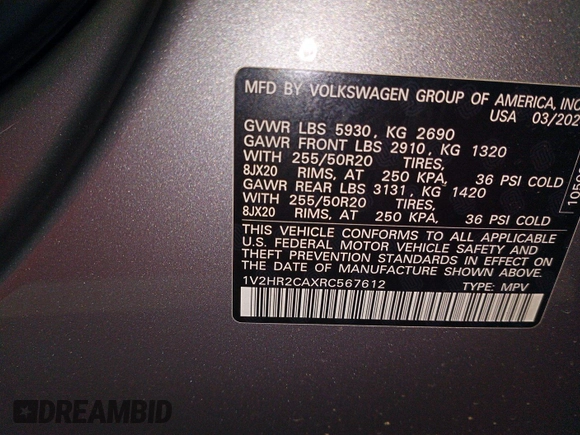 MFD BY VOLKSWAGEN GROUP OF AMERICA, INC
USA 03/202
GVWR LBS 5930, KG 2690
GAWR FRONT LBS 2910, KG 1320
WITH 255/50R20 TIRES,
8JX20 RIMS, AT 250 KPA, 36 PSI COLD
GAWR REAR LBS 3131, KG 1420
WITH 255/50R20 TIRES,
8JX20 RIMS, AT 250 KPA, 36 PSI COLD
THIS VEHICLE CONFORMS TO ALL APPLICABLE
U.S. FEDERAL MOTOR VEHICLE SAFETY AND
THEFT PREVENTION STANDARDS IN EFFECT ON
THE DATE OF MANUFACTURE SHOWN ABOVE.
1V2HR2CAXRC567612 TYPE: MPV
DREAMBID